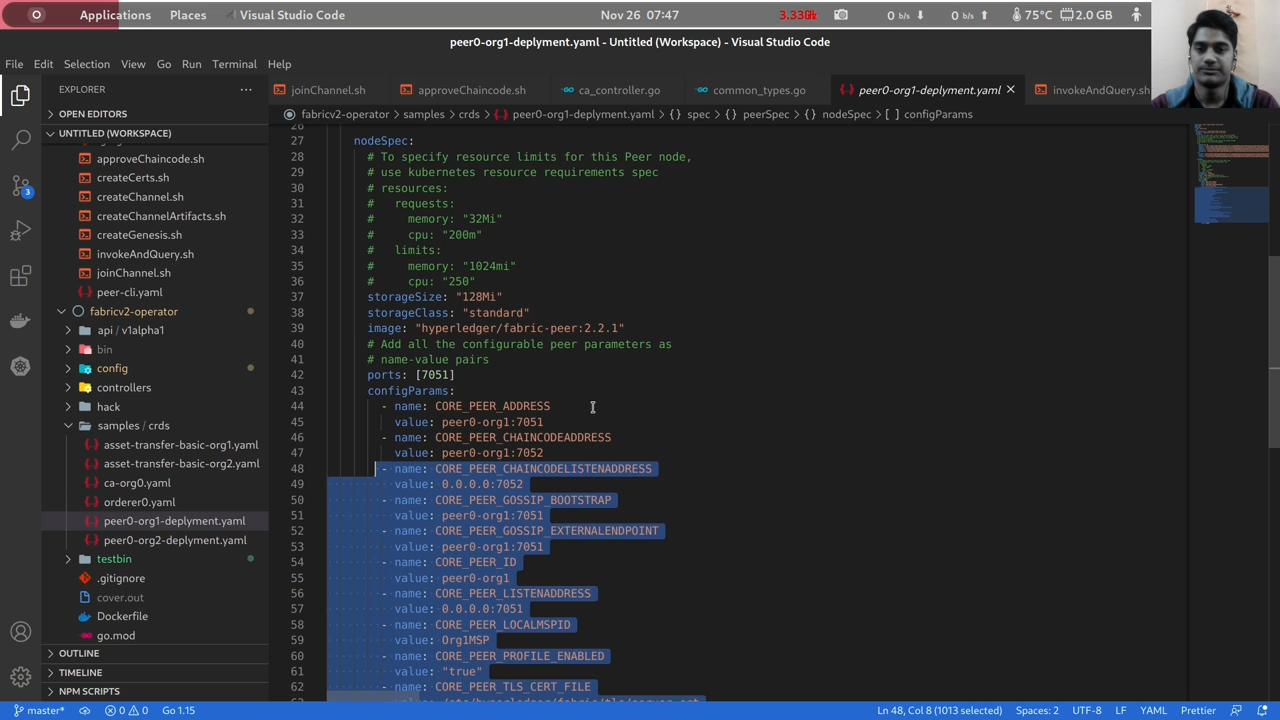 Applications Places Visual Studio Code Nov 26 07:47 0 b/s 0 b/s 75°C 2.0 GB
peer0-org1-deplyment.yaml - Untitled (Workspace) - Visual Studio Code
File Edit Selection View Go Run Terminal Help
EXPLORER ··· joinChannel.sh approveChaincode.sh ca_controller.go common_types.go peer0-org1-deplyment.yaml invokeAndQuery.sh
fabricv2-operator > samples > crds > peer0-org1-deplyment.yaml > {} spec > {} peerSpec > {} nodeSpec > [ ] configParams
OPEN EDITORS
UNTITLED (WORKSPACE)
approveChaincode.sh
createCerts.sh
createChannel.sh
createChannelArtifacts.sh
createGenesis.sh
invokeAndQuery.sh
joinChannel.sh
peer-cli.yaml
fabricv2-operator
api / v1alpha1
bin
config
controllers
hack
samples / crds
asset-transfer-basic-org1.yaml
asset-transfer-basic-org2.yaml
ca-org0.yaml
orderer0.yaml
peer0-org1-deplyment.yaml
peer0-org2-deplyment.yaml
testbin
.gitignore
cover.out
Dockerfile
go.mod
OUTLINE
TIMELINE
NPM SCRIPTS
3
26
27 nodeSpec:
28 # To specify resource limits for this Peer node,
29 # use kubernetes resource requirements spec
30 # resources:
31 #   requests:
32 #     memory: "32Mi"
33 #     cpu: "200m"
34 #   limits:
35 #     memory: "1024mi"
36 #     cpu: "250"
37 storageSize: "128Mi"
38 storageClass: "standard"
39 image: "hyperledger/fabric-peer:2.2.1"
40 # Add all the configurable peer parameters as
41 # name-value pairs
42 ports: [7051]
43 configParams:
44 - name: CORE_PEER_ADDRESS
45 value: peer0-org1:7051
46 - name: CORE_PEER_CHAINCODEADDRESS
47 value: peer0-org1:7052
48 - name: CORE_PEER_CHAINCODELISTENADDRESS
49 value: 0.0.0.0:7052
50 - name: CORE_PEER_GOSSIP_BOOTSTRAP
51 value: peer0-org1:7051
52 - name: CORE_PEER_GOSSIP_EXTERNALENDPOINT
53 value: peer0-org1:7051
54 - name: CORE_PEER_ID
55 value: peer0-org1
56 - name: CORE_PEER_LISTENADDRESS
57 value: 0.0.0.0:7051
58 - name: CORE_PEER_LOCALMSPID
59 value: Org1MSP
60 - name: CORE_PEER_PROFILE_ENABLED
61 value: "true"
62 - name: CORE_PEER_TLS_CERT_FILE
master* 0 0 Go 1.15 Ln 48, Col 8 (1013 selected) Spaces: 2 UTF-8 LF YAML Prettier